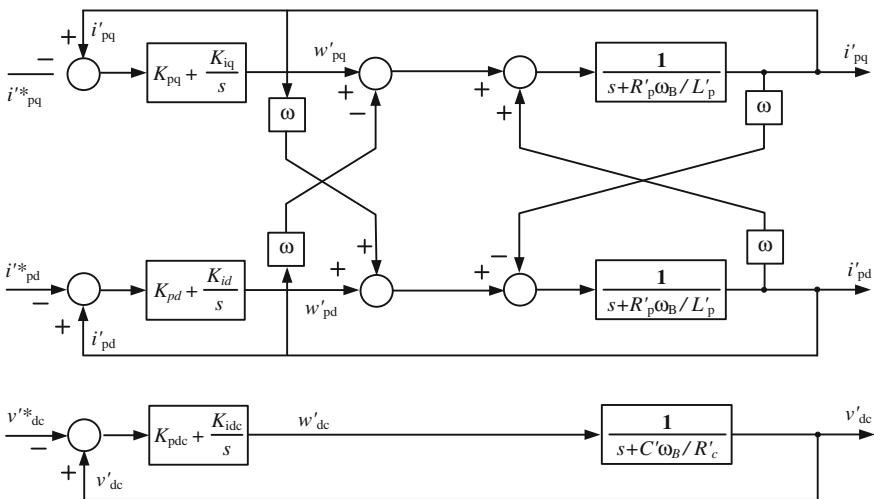 + i′pq
−
i′*pq
Kpq + Kiq/s
w′pq
+
−
ω
+
+
1/(s+R′pωB/L′p)
ω
i′pq
i′*pd
−
+
i′pd
Kpd + Kid/s
w′pd
ω
+
+
−
+
1/(s+R′pωB/L′p)
ω
i′pd
v′*dc
−
+
v′dc
Kpdc + Kidc/s
w′dc
1/(s+C′ωB/R′c)
v′dc